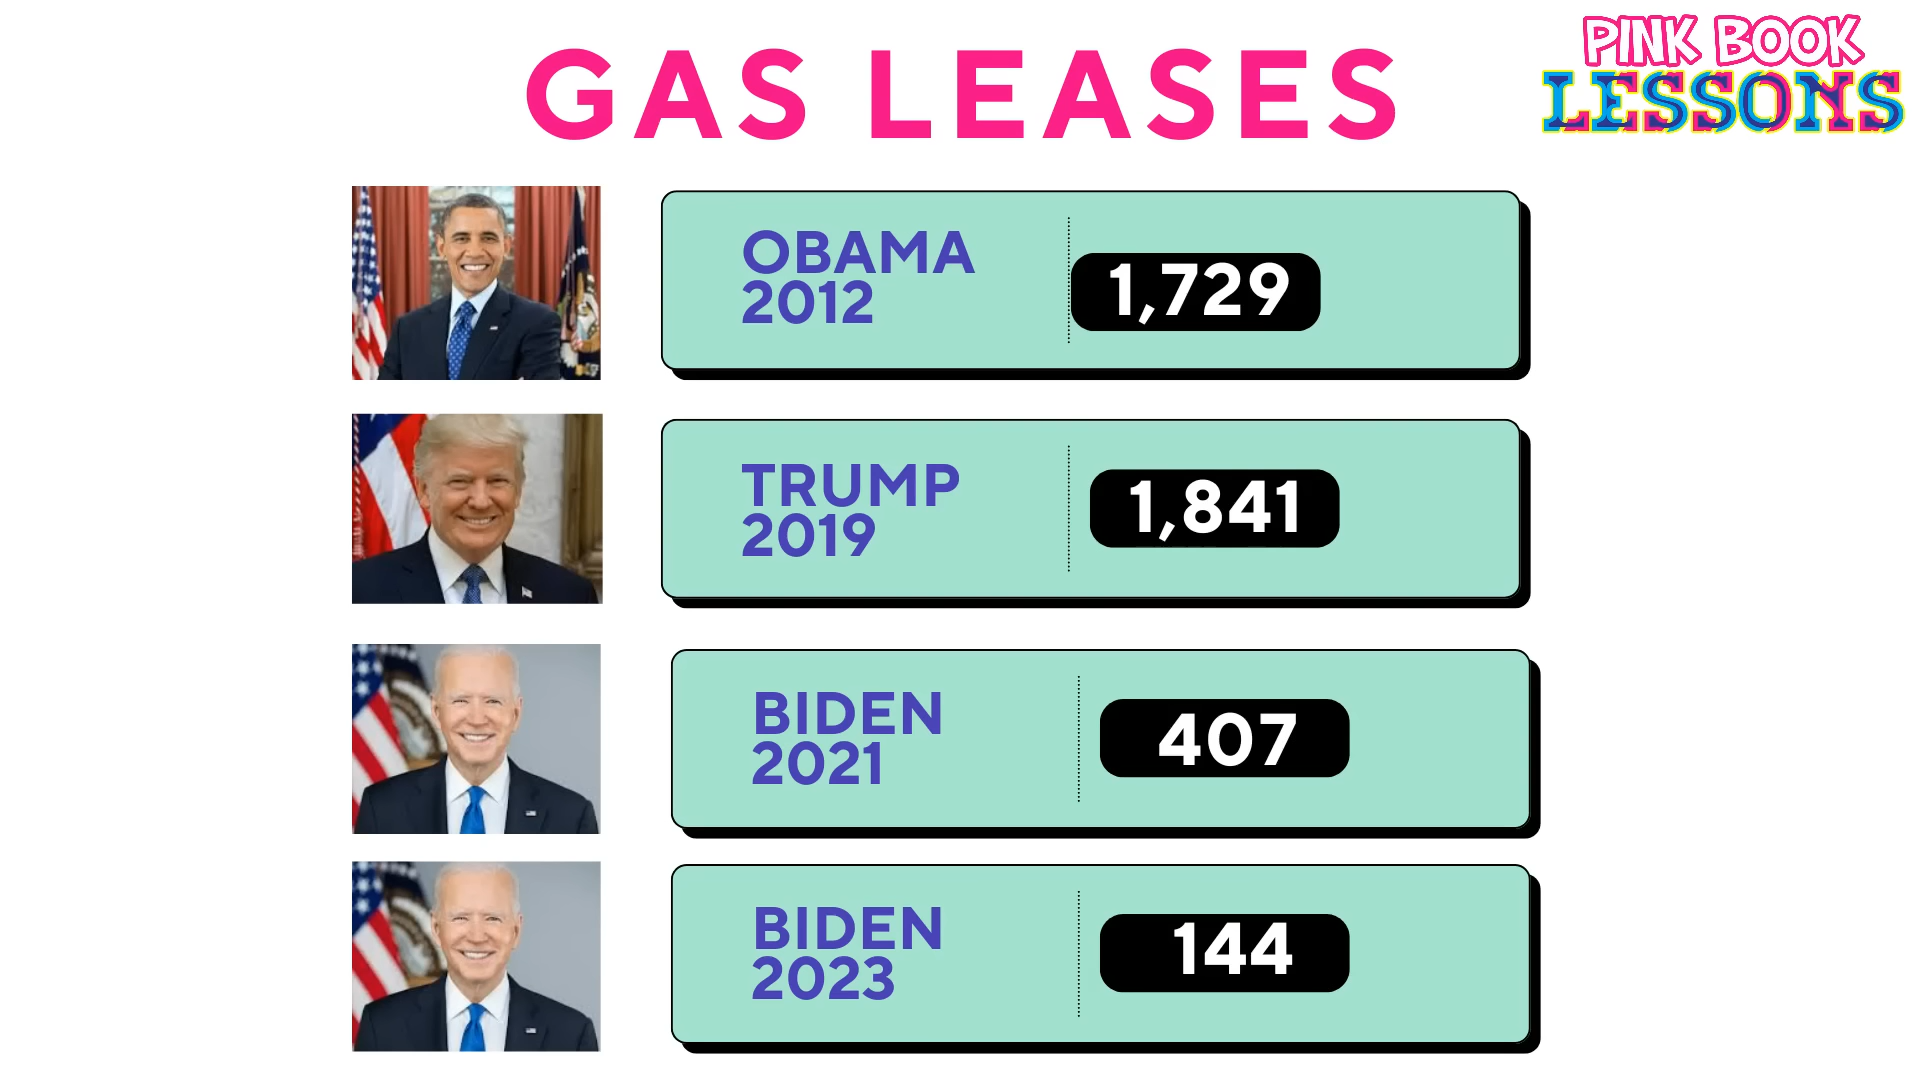 GAS LEASES
PINK BOOK
LESSONS
OBAMA
2012
1,729
TRUMP
2019
1,841
BIDEN
2021
407
BIDEN
2023
144